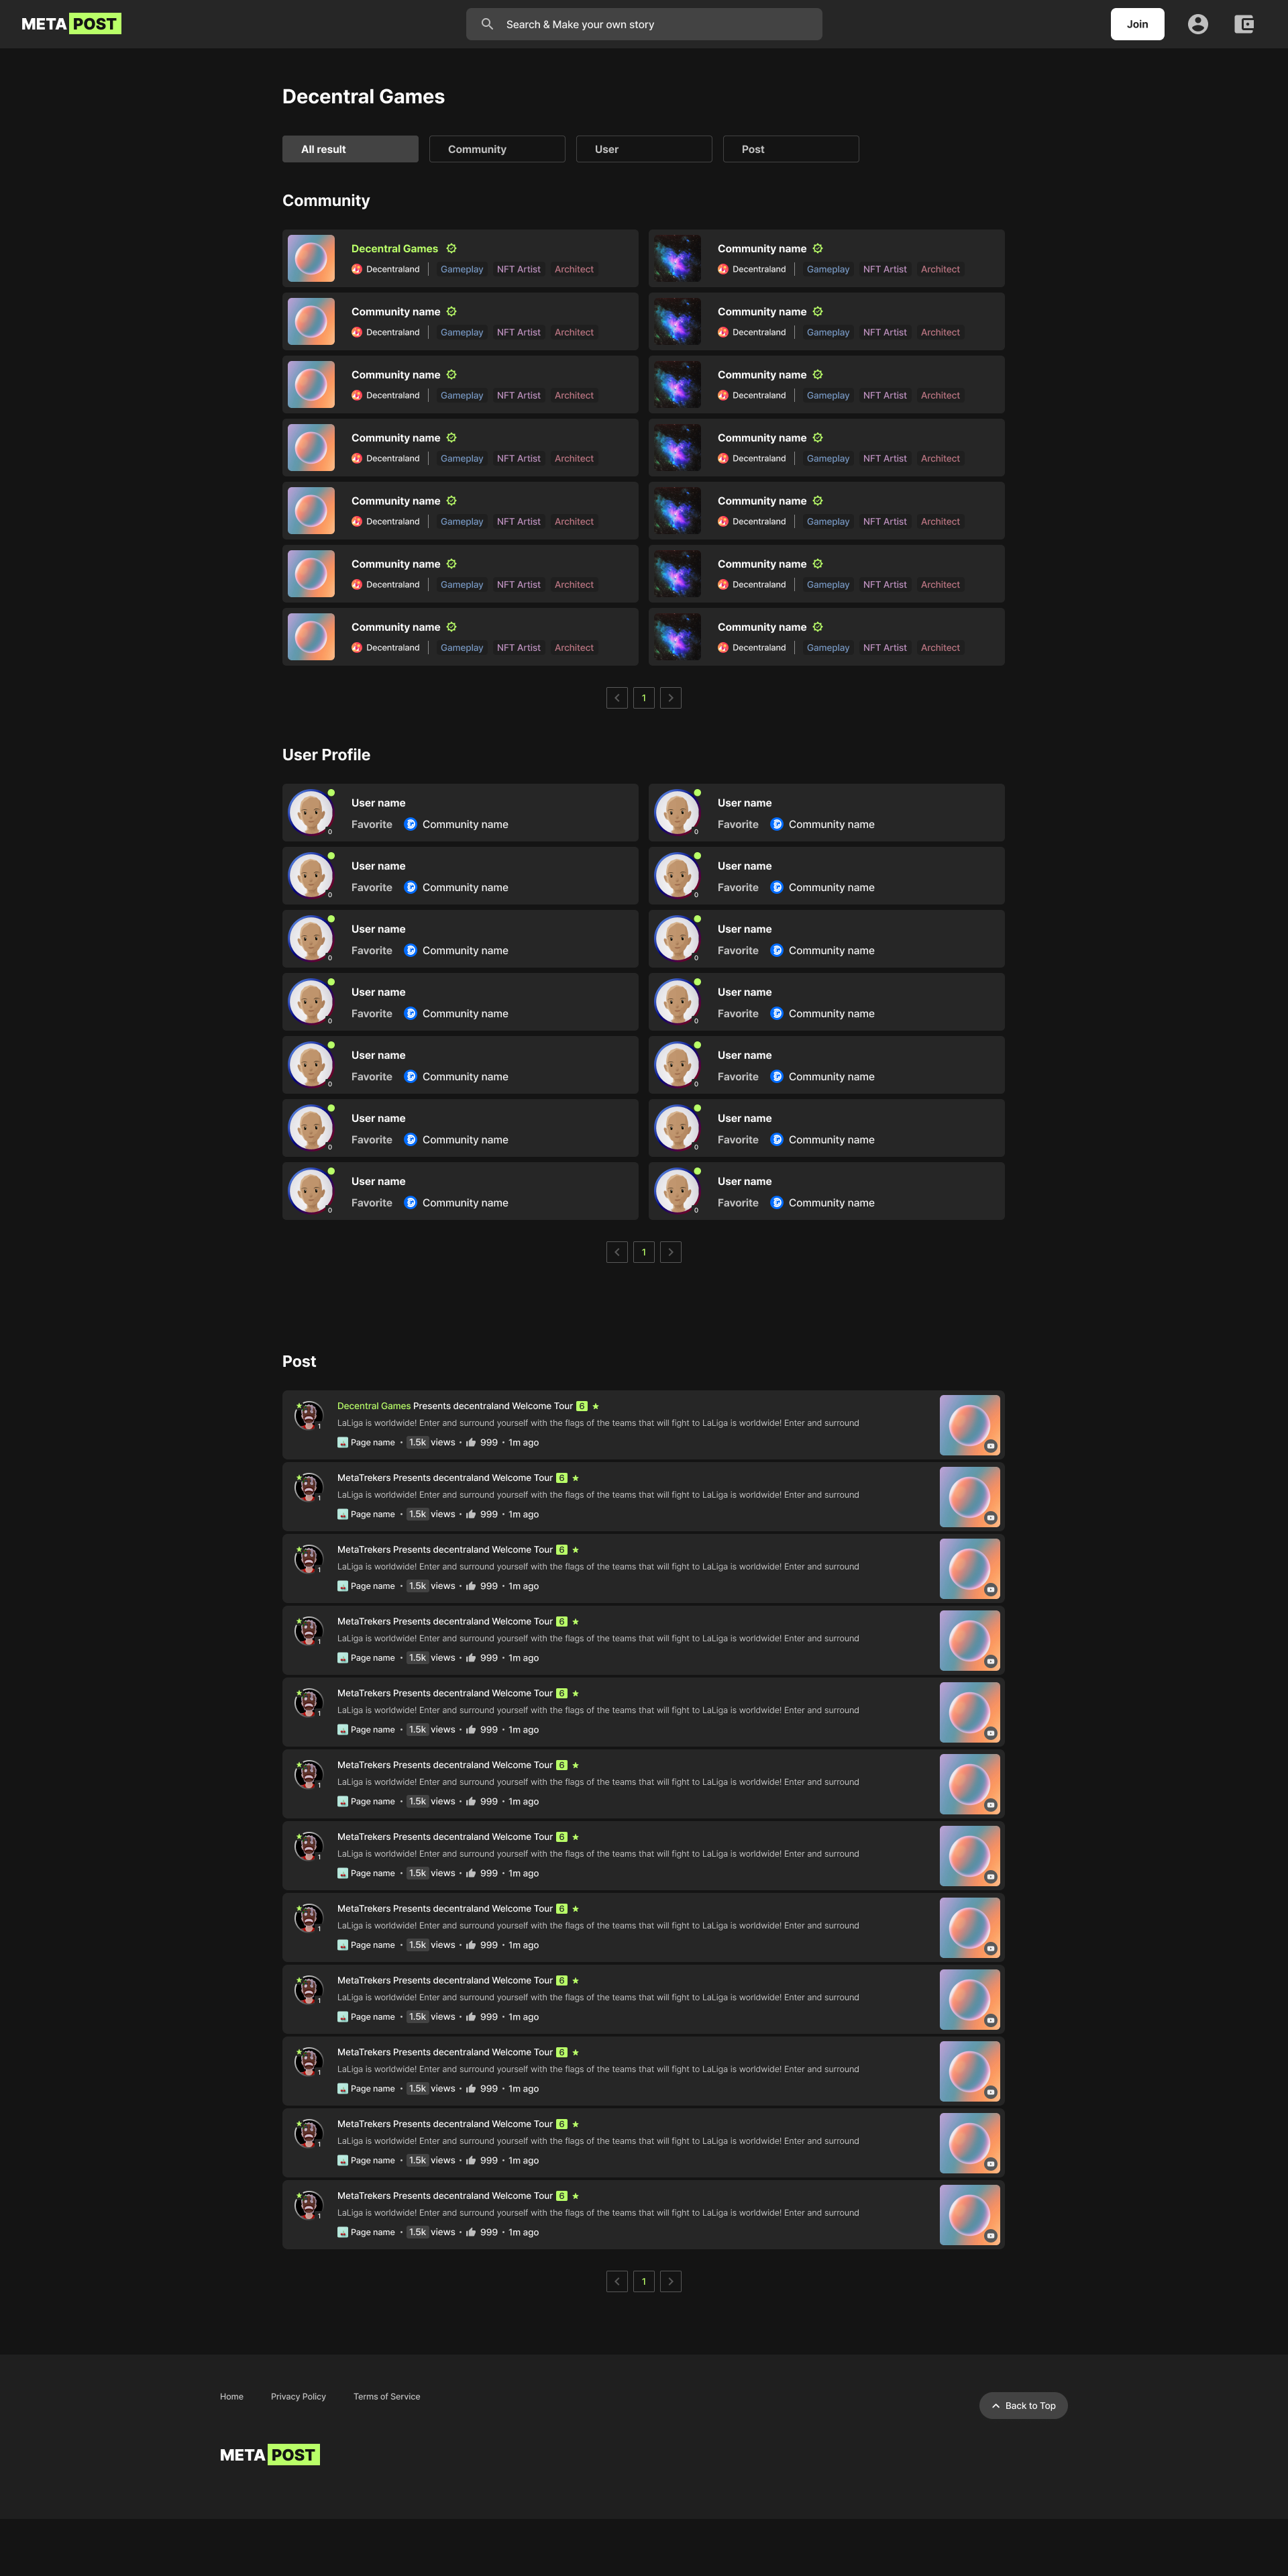 META POST
Search & Make your own story
Join
Decentral Games
All result Community User Post
Community
Decentral Games Community name
Decentraland Gameplay NFT Artist Architect Decentraland Gameplay NFT Artist Architect
Community name Community name
Decentraland Gameplay NFT Artist Architect Decentraland Gameplay NFT Artist Architect
Community name Community name
Decentraland Gameplay NFT Artist Architect Decentraland Gameplay NFT Artist Architect
Community name Community name
Decentraland Gameplay NFT Artist Architect Decentraland Gameplay NFT Artist Architect
Community name Community name
Decentraland Gameplay NFT Artist Architect Decentraland Gameplay NFT Artist Architect
Community name Community name
Decentraland Gameplay NFT Artist Architect Decentraland Gameplay NFT Artist Architect
Community name Community name
Decentraland Gameplay NFT Artist Architect Decentraland Gameplay NFT Artist Architect
1
User Profile
User name User name
0 Favorite Community name 0 Favorite Community name
User name User name
0 Favorite Community name 0 Favorite Community name
User name User name
0 Favorite Community name 0 Favorite Community name
User name User name
0 Favorite Community name 0 Favorite Community name
User name User name
0 Favorite Community name 0 Favorite Community name
User name User name
0 Favorite Community name 0 Favorite Community name
User name User name
0 Favorite Community name 0 Favorite Community name
1
Post
Decentral Games Presents decentraland Welcome Tour 6
1 LaLiga is worldwide! Enter and surround yourself with the flags of the teams that will fight to LaLiga is worldwide! Enter and surround
Page name · 1.5k views · 999 · 1m ago
MetaTrekers Presents decentraland Welcome Tour 6
1 LaLiga is worldwide! Enter and surround yourself with the flags of the teams that will fight to LaLiga is worldwide! Enter and surround
Page name · 1.5k views · 999 · 1m ago
MetaTrekers Presents decentraland Welcome Tour 6
1 LaLiga is worldwide! Enter and surround yourself with the flags of the teams that will fight to LaLiga is worldwide! Enter and surround
Page name · 1.5k views · 999 · 1m ago
MetaTrekers Presents decentraland Welcome Tour 6
1 LaLiga is worldwide! Enter and surround yourself with the flags of the teams that will fight to LaLiga is worldwide! Enter and surround
Page name · 1.5k views · 999 · 1m ago
MetaTrekers Presents decentraland Welcome Tour 6
1 LaLiga is worldwide! Enter and surround yourself with the flags of the teams that will fight to LaLiga is worldwide! Enter and surround
Page name · 1.5k views · 999 · 1m ago
MetaTrekers Presents decentraland Welcome Tour 6
1 LaLiga is worldwide! Enter and surround yourself with the flags of the teams that will fight to LaLiga is worldwide! Enter and surround
Page name · 1.5k views · 999 · 1m ago
MetaTrekers Presents decentraland Welcome Tour 6
1 LaLiga is worldwide! Enter and surround yourself with the flags of the teams that will fight to LaLiga is worldwide! Enter and surround
Page name · 1.5k views · 999 · 1m ago
MetaTrekers Presents decentraland Welcome Tour 6
1 LaLiga is worldwide! Enter and surround yourself with the flags of the teams that will fight to LaLiga is worldwide! Enter and surround
Page name · 1.5k views · 999 · 1m ago
MetaTrekers Presents decentraland Welcome Tour 6
1 LaLiga is worldwide! Enter and surround yourself with the flags of the teams that will fight to LaLiga is worldwide! Enter and surround
Page name · 1.5k views · 999 · 1m ago
MetaTrekers Presents decentraland Welcome Tour 6
1 LaLiga is worldwide! Enter and surround yourself with the flags of the teams that will fight to LaLiga is worldwide! Enter and surround
Page name · 1.5k views · 999 · 1m ago
MetaTrekers Presents decentraland Welcome Tour 6
1 LaLiga is worldwide! Enter and surround yourself with the flags of the teams that will fight to LaLiga is worldwide! Enter and surround
Page name · 1.5k views · 999 · 1m ago
MetaTrekers Presents decentraland Welcome Tour 6
1 LaLiga is worldwide! Enter and surround yourself with the flags of the teams that will fight to LaLiga is worldwide! Enter and surround
Page name · 1.5k views · 999 · 1m ago
1
Home Privacy Policy Terms of Service
Back to Top
META POST